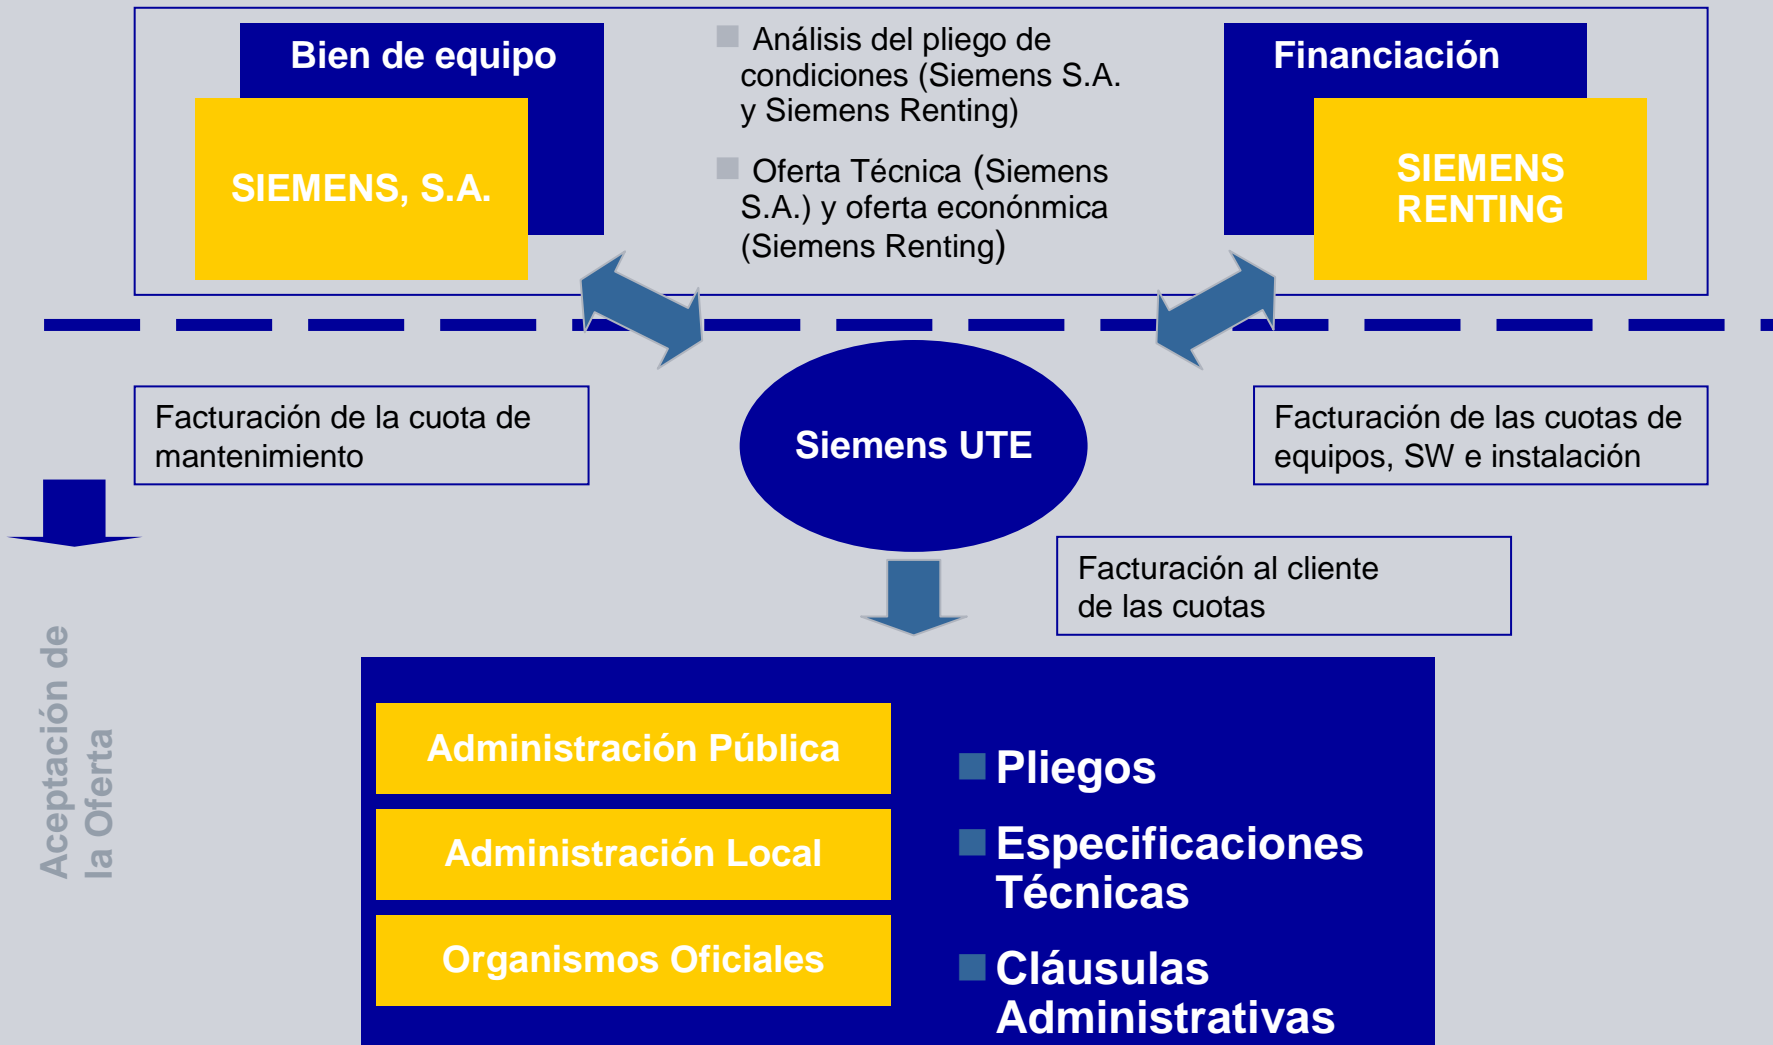 Bien de equipo
SIEMENS, S.A.
Análisis del pliego de
condiciones (Siemens S.A.
y Siemens Renting)
Oferta Técnica (Siemens
S.A.) y oferta econónmica
(Siemens Renting)
Financiación
SIEMENS
RENTING
Facturación de la cuota de
mantenimiento
Siemens UTE
Facturación de las cuotas de
equipos, SW e instalación
Facturación al cliente
de las cuotas
Aceptación de
la Oferta
Administración Pública
Administración Local
Organismos Oficiales
Pliegos
Especificaciones
Técnicas
Cláusulas
Administrativas